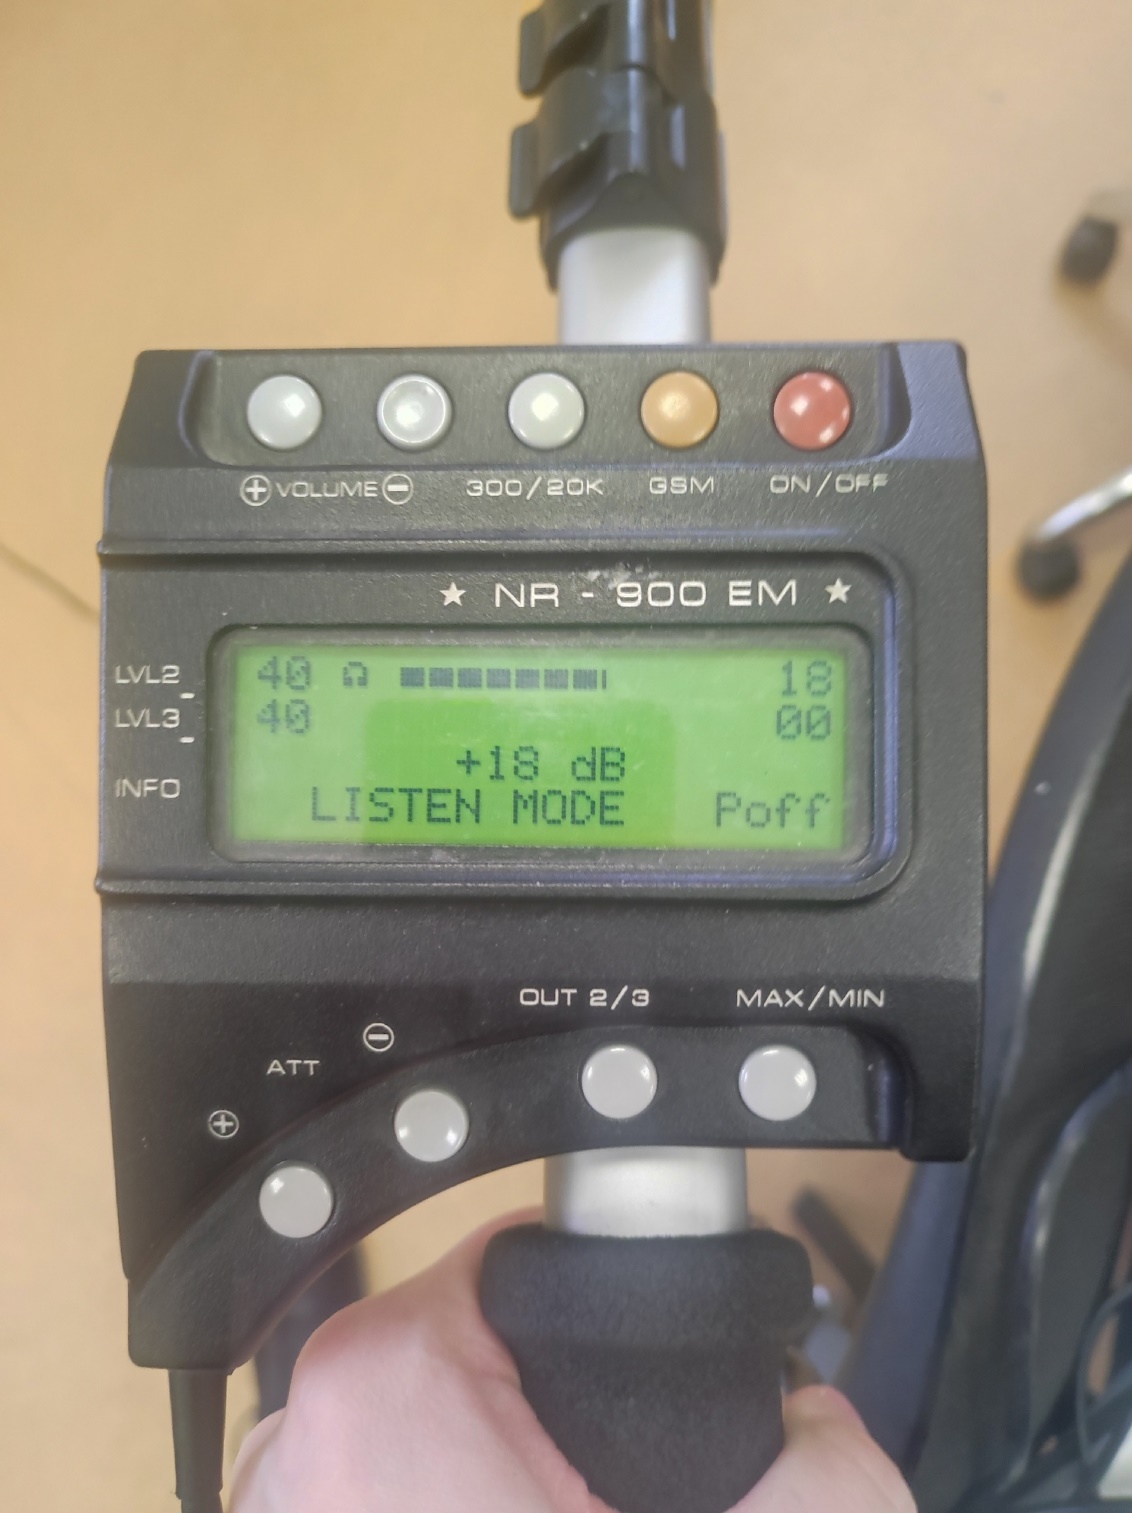 ⊕ VOLUME ⊖ 300/20K GSM ON/OFF
★ NR - 900 EM ★
LVL2 40 18
LVL3 40 00
+18 dB
INFO LISTEN MODE Poff
OUT 2/3 MAX/MIN
⊖
ATT
⊕